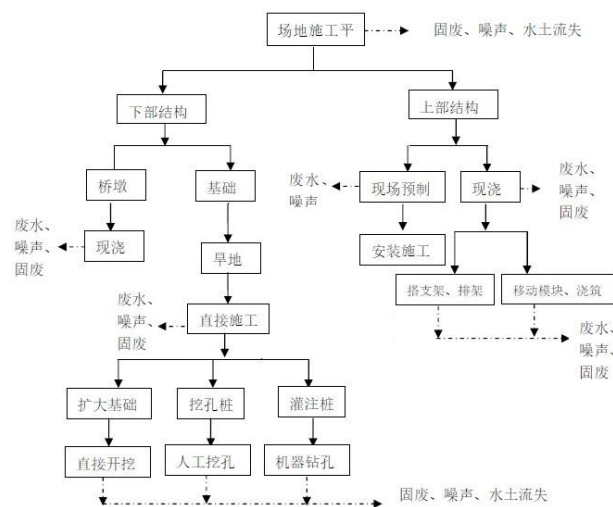 场地施工平
固废、噪声、水土流失
下部结构
上部结构
桥墩
基础
废水、
噪声
现场预制
现浇
废水、
噪声、
固废
废水、
噪声、
固废
现浇
旱地
安装施工
搭支架、排架
移动模块、浇筑
废水、
噪声、
固废
直接施工
废水、
噪声、
固废
扩大基础
挖孔桩
灌注桩
直接开挖
人工挖孔
机器钻孔
固废、噪声、水土流失